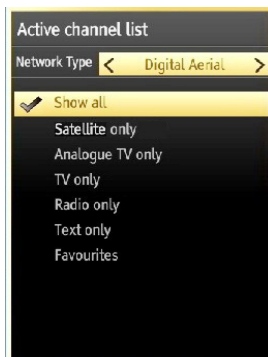 Active channel list
Network Type < Digital Aerial >
Show all
Satellite only
Analogue TV only
TV only
Radio only
Text only
Favourites